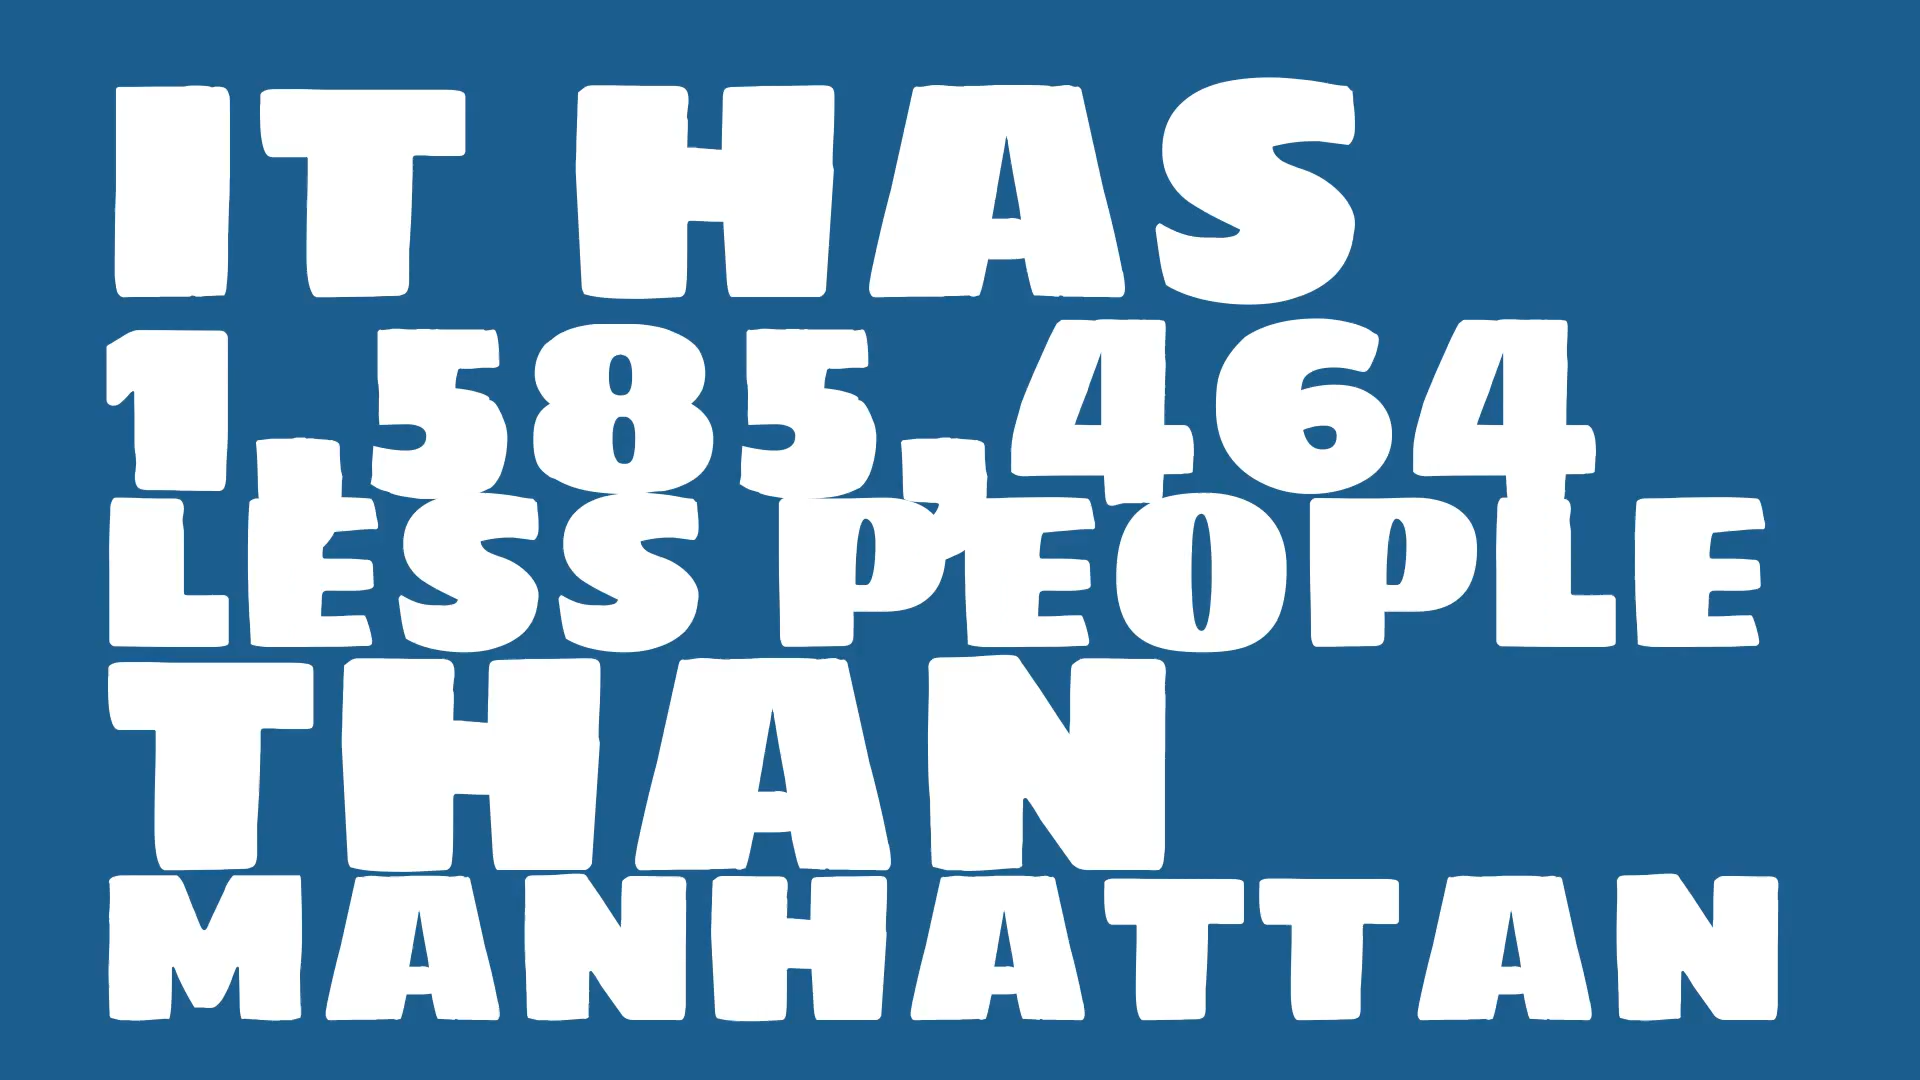 IT HAS
1,585,464
LESS PEOPLE
THAN
MANHATTAN